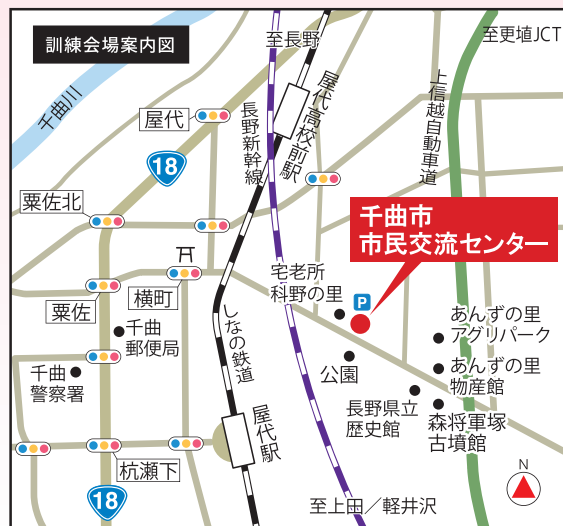 訓練会場案内図
至長野
至更埴JCT
千曲川
屋代
屋代高校前駅
長野新幹線
上信越自動車道
18
粟佐北
千曲市
市民交流センター
宅老所
科野の里
P
横町
粟佐
千曲
郵便局
しなの鉄道
あんずの里
アグリパーク
公園
あんずの里
物産館
千曲
警察署
長野県立
歴史館
森将軍塚
古墳館
屋代駅
杭瀬下
18
至上田／軽井沢
N